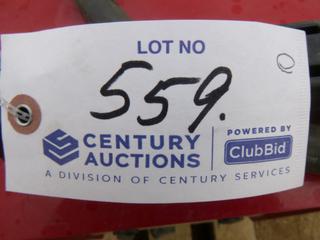 LOT NO
559.
CENTURY AUCTIONS
POWERED BY
ClubBid
A DIVISION OF CENTURY SERVICES